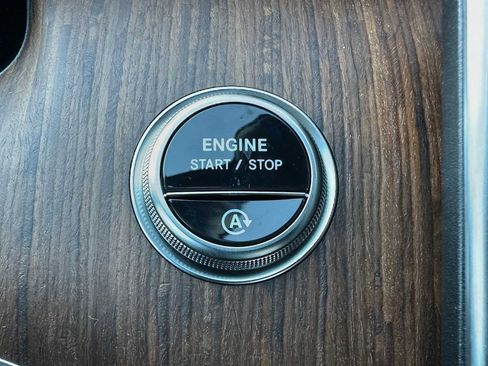 ENGINE
START / STOP
A